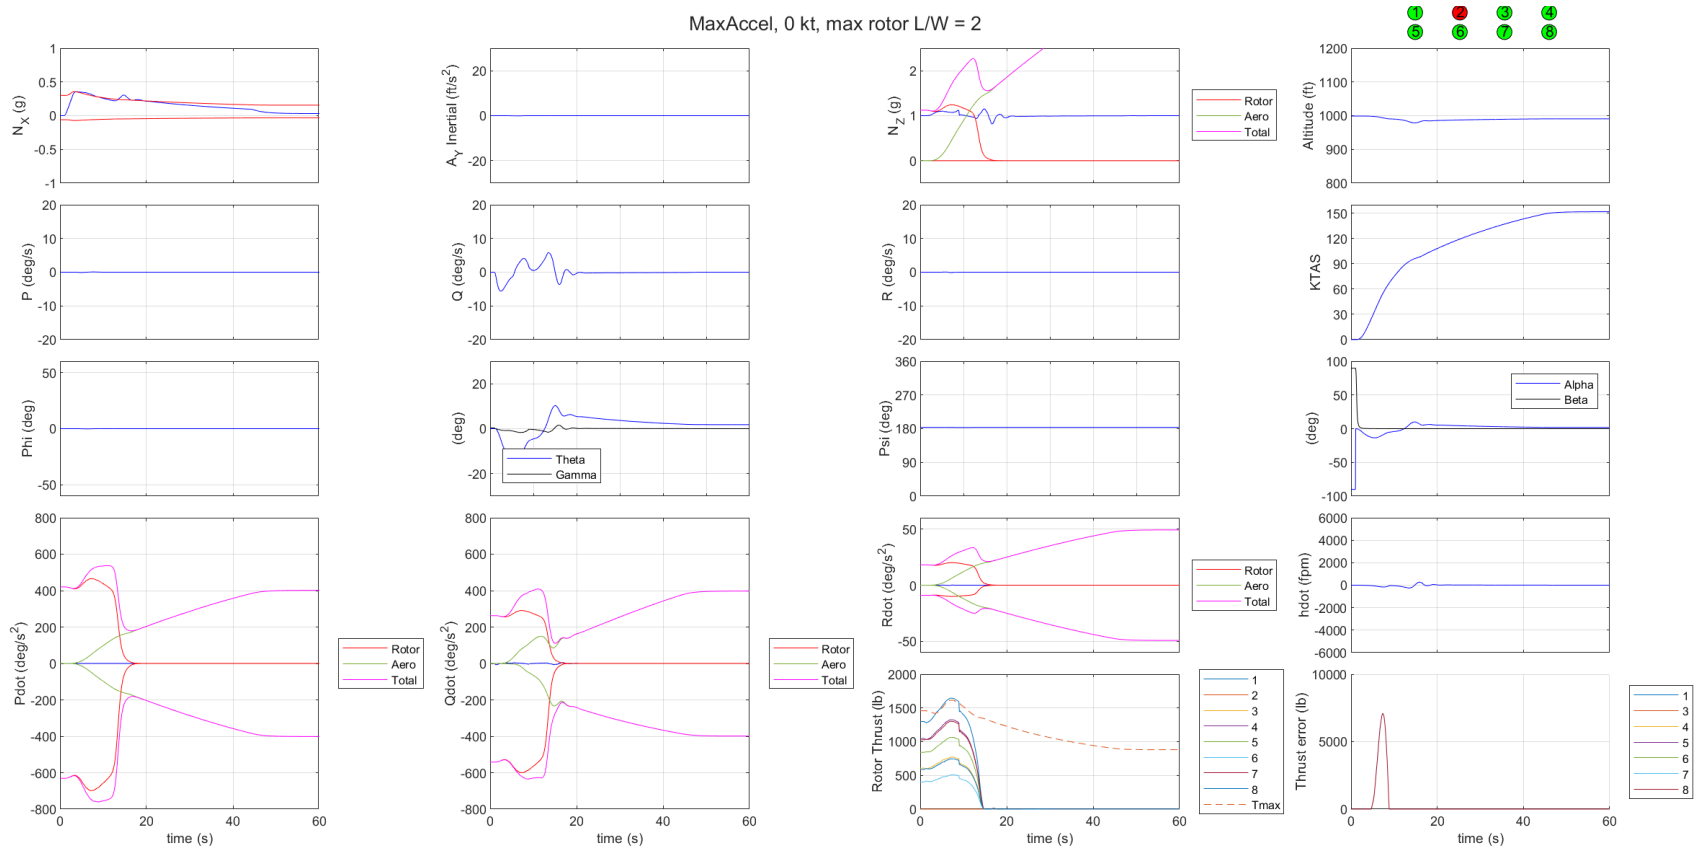 MaxAccel, 0 kt, max rotor L/W = 2
1 2 3 4
5 6 7 8
N_X (g)
1
0.5
0
-0.5
-1
A_Y Inertial (ft/s²)
20
0
-20
N_Z (g)
2
1
0
Rotor
Aero
Total
Altitude (ft)
1200
1100
1000
900
800
P (deg/s)
20
10
0
-10
-20
Q (deg/s)
20
10
0
-10
-20
R (deg/s)
20
10
0
-10
-20
KTAS
150
120
90
60
30
0
Phi (deg)
50
0
-50
(deg)
20
0
-20
Theta
Gamma
Psi (deg)
360
270
180
90
0
(deg)
100
50
0
-50
-100
Alpha
Beta
Pdot (deg/s²)
800
600
400
200
0
-200
-400
-600
-800
0 20 40 60
time (s)
Rotor
Aero
Total
Qdot (deg/s²)
800
600
400
200
0
-200
-400
-600
-800
0 20 40 60
time (s)
Rotor
Aero
Total
Rdot (deg/s²)
50
0
-50
Rotor
Aero
Total
hdot (fpm)
6000
4000
2000
0
-2000
-4000
-6000
Rotor Thrust (lb)
2000
1500
1000
500
0
0 20 40 60
time (s)
1
2
3
4
5
6
7
8
Tmax
Thrust error (lb)
10000
5000
0
0 20 40 60
time (s)
1
3
4
5
6
7
8